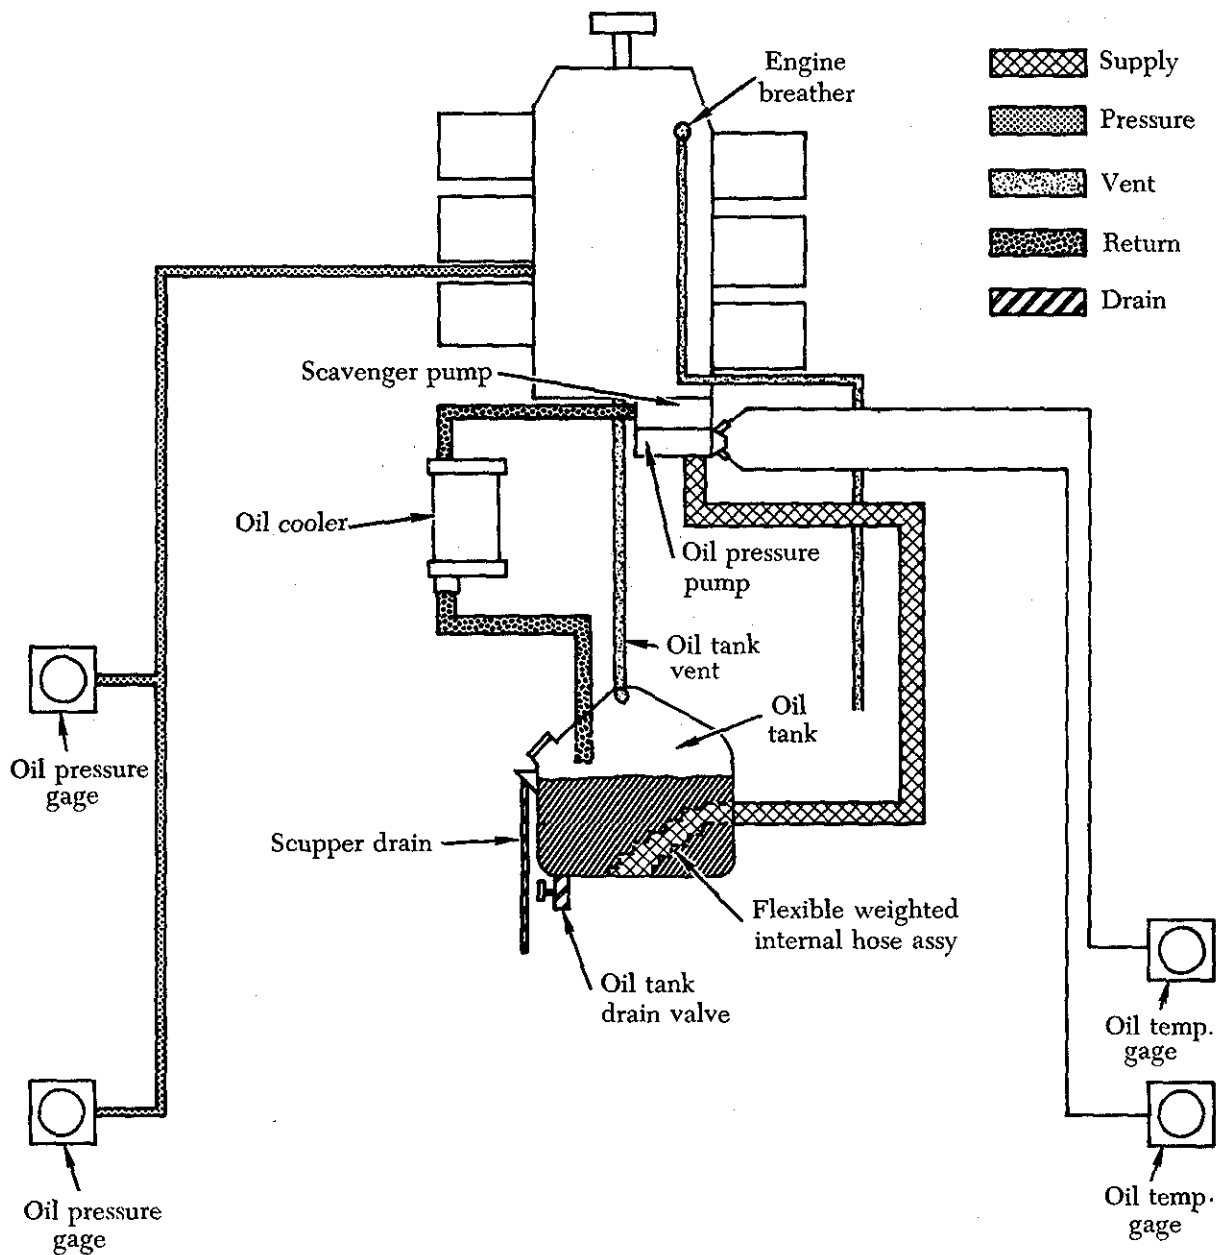 Engine
breather
Supply
Pressure
Vent
Return
Drain
Scavenger pump
Oil cooler
Oil pressure
pump
Oil tank
vent
Oil
tank
Oil pressure
gage
Scupper drain
Flexible weighted
internal hose assy
Oil tank
drain valve
Oil temp.
gage
Oil pressure
gage
Oil temp.
gage